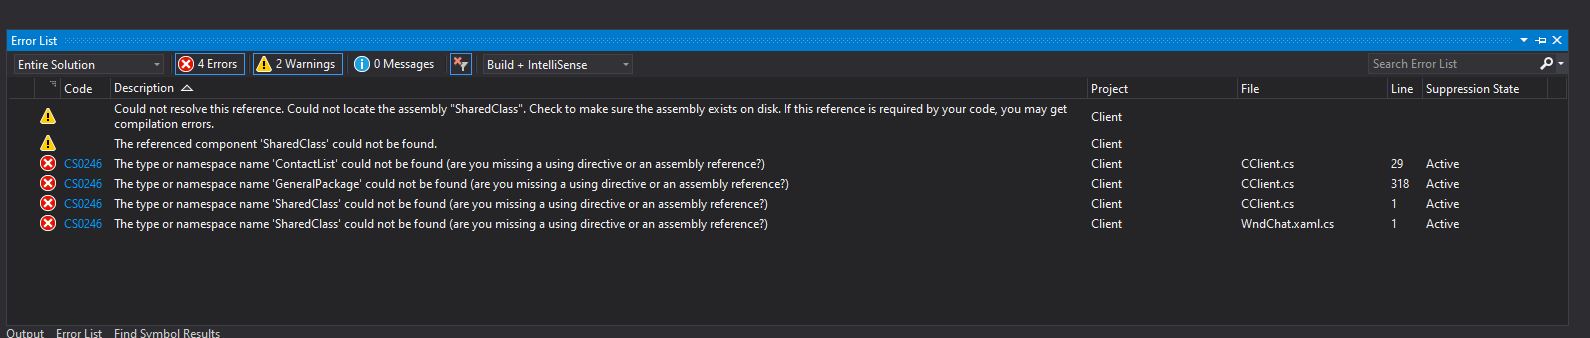 Error List
Entire Solution 4 Errors 2 Warnings 0 Messages Build + IntelliSense Search Error List
Code Description Project File Line Suppression State
Could not resolve this reference. Could not locate the assembly "SharedClass". Check to make sure the assembly exists on disk. If this reference is required by your code, you may get
compilation errors. Client
The referenced component 'SharedClass' could not be found. Client
CS0246 The type or namespace name 'ContactList' could not be found (are you missing a using directive or an assembly reference?) Client CClient.cs 29 Active
CS0246 The type or namespace name 'GeneralPackage' could not be found (are you missing a using directive or an assembly reference?) Client CClient.cs 318 Active
CS0246 The type or namespace name 'SharedClass' could not be found (are you missing a using directive or an assembly reference?) Client CClient.cs 1 Active
CS0246 The type or namespace name 'SharedClass' could not be found (are you missing a using directive or an assembly reference?) Client WndChat.xaml.cs 1 Active
Output Error List Find Symbol Results